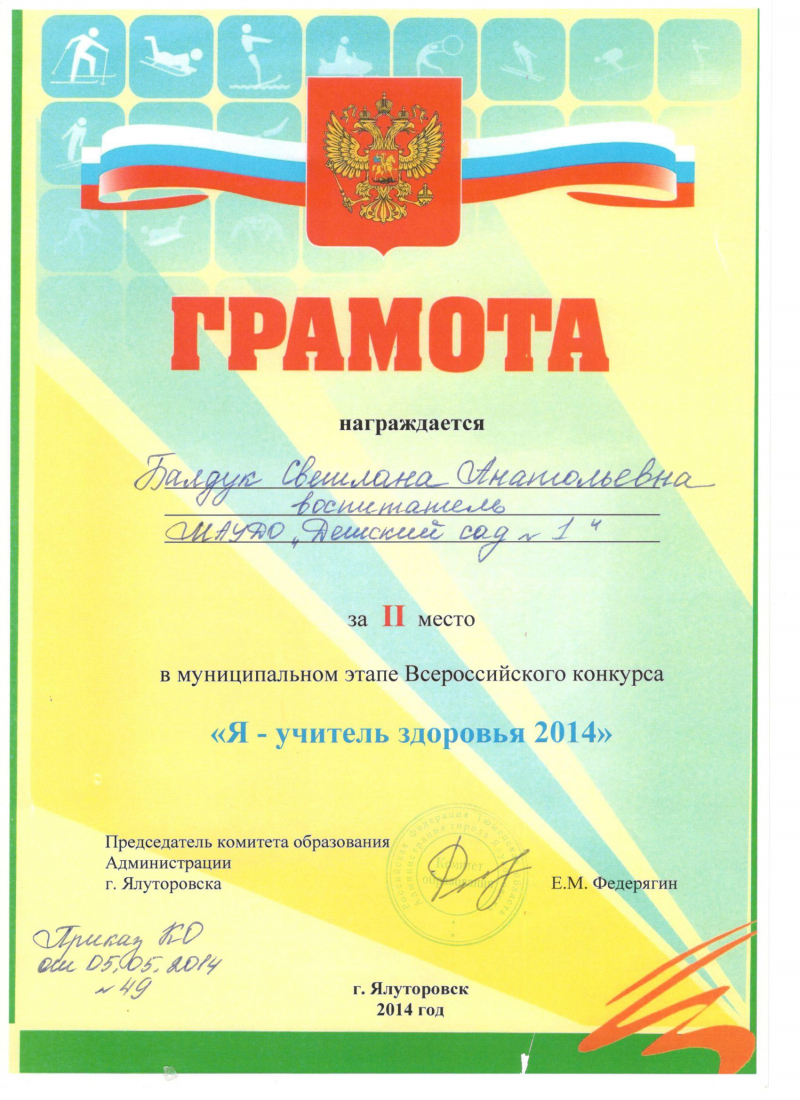 ГРАМОТА
награждается
Балдук Светлана Анатольевна
воспитатель
МАУДО „Детский сад № 1"
за II место
в муниципальном этапе Всероссийского конкурса
«Я - учитель здоровья 2014»
Председатель комитета образования
Администрации
г. Ялуторовска
Комитет
образования
Е.М. Федерягин
Приказ КО
от 05.05.2014
№ 49
г. Ялуторовск
2014 год